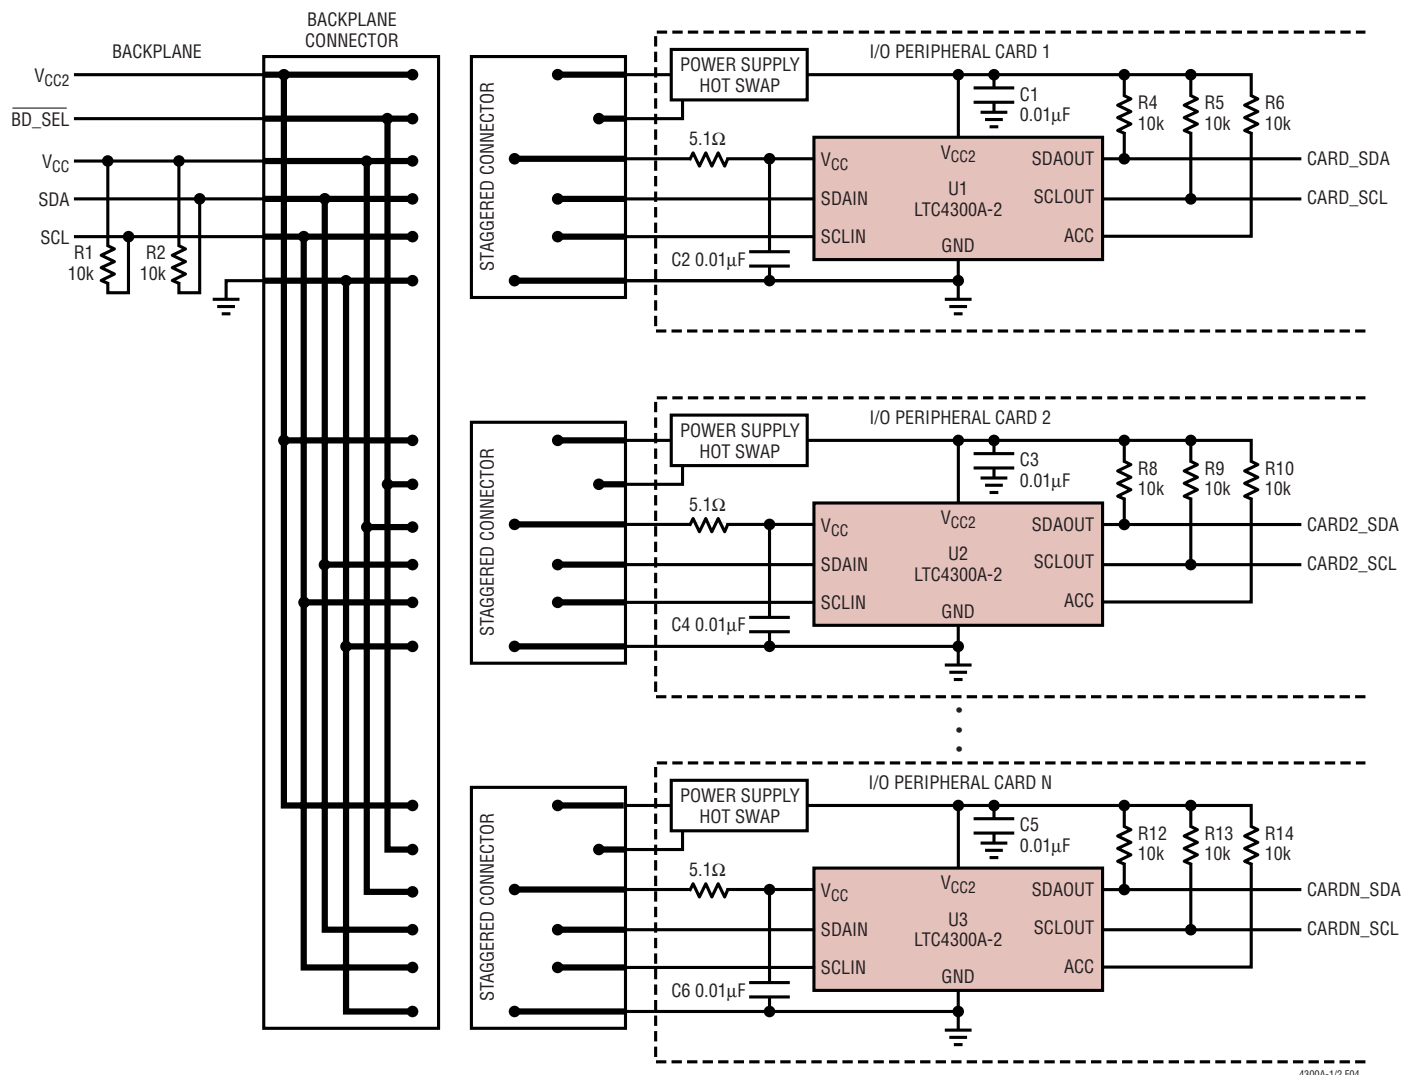 BACKPLANE
BACKPLANE
CONNECTOR
VCC2
BD_SEL
VCC
SDA
SCL
R1
10k
R2
10k
STAGGERED CONNECTOR
I/O PERIPHERAL CARD 1
POWER SUPPLY
HOT SWAP
C1
0.01µF
R4
10k
R5
10k
R6
10k
5.1Ω
VCC
VCC2
SDAOUT
CARD_SDA
SDAIN
U1
LTC4300A-2
SCLOUT
CARD_SCL
SCLIN
GND
ACC
C2 0.01µF
STAGGERED CONNECTOR
I/O PERIPHERAL CARD 2
POWER SUPPLY
HOT SWAP
C3
0.01µF
R8
10k
R9
10k
R10
10k
5.1Ω
VCC
VCC2
SDAOUT
CARD2_SDA
SDAIN
U2
LTC4300A-2
SCLOUT
CARD2_SCL
SCLIN
GND
ACC
C4 0.01µF
STAGGERED CONNECTOR
I/O PERIPHERAL CARD N
POWER SUPPLY
HOT SWAP
C5
0.01µF
R12
10k
R13
10k
R14
10k
5.1Ω
VCC
VCC2
SDAOUT
CARDN_SDA
SDAIN
U3
LTC4300A-2
SCLOUT
CARDN_SCL
SCLIN
GND
ACC
C6 0.01µF
4300A-1/2 F04